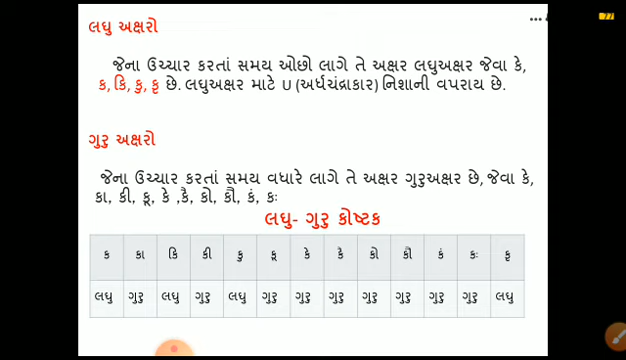 લઘુ અક્ષરો
જેના ઉચ્ચાર કરતાં સમય ઓછો લાગે તે અક્ષર લઘુઅક્ષર જેવા કે,
ક, કિ, કુ, કૃ છે. લઘુઅક્ષર માટે U (અર્ધચંદ્રાકાર) નિશાની વપરાય છે.
ગુરુ અક્ષરો
જેના ઉચ્ચાર કરતાં સમય વધારે લાગે તે અક્ષર ગુરુઅક્ષર છે, જેવા કે,
કા, કી, કૂ, કે ,કૈ, કો, કૌ, કં, કઃ
લઘુ- ગુરુ કોષ્ટક
ક કા કિ કી કુ કૂ કે કૈ કો કૌ કં કઃ કૃ
લઘુ ગુરુ લઘુ ગુરુ લઘુ ગુરુ ગુરુ ગુરુ ગુરુ ગુરુ ગુરુ ગુરુ લઘુ
77